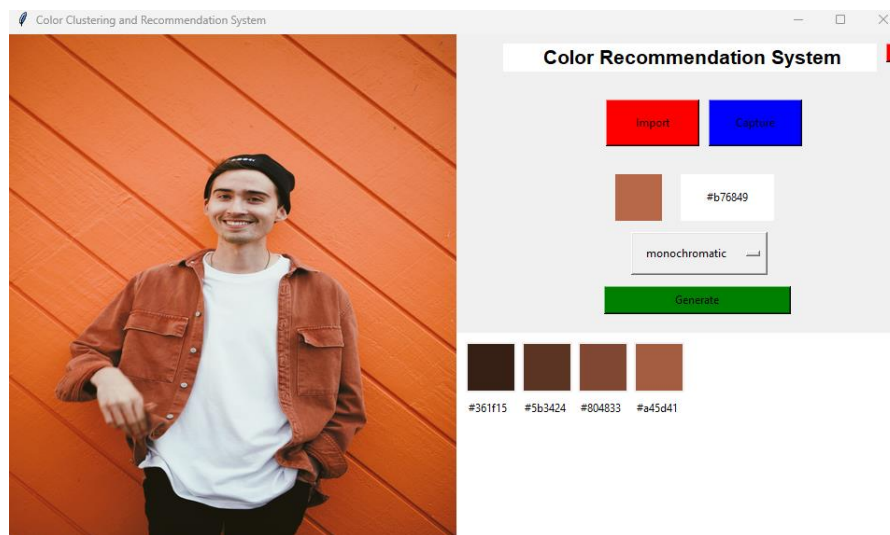 Color Clustering and Recommendation System
Color Recommendation System
Import
Capture
#b76849
monochromatic
Generate
#361f15 #5b3424 #804833 #a45d41